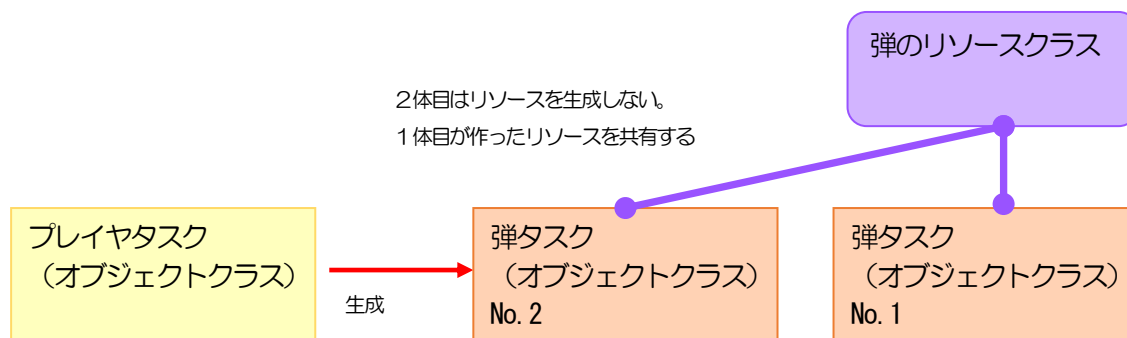 弾のリソースクラス
2体目はリソースを生成しない。
1体目が作ったリソースを共有する
プレイヤタスク
（オブジェクトクラス）
生成
弾タスク
（オブジェクトクラス）
No. 2
弾タスク
（オブジェクトクラス）
No. 1